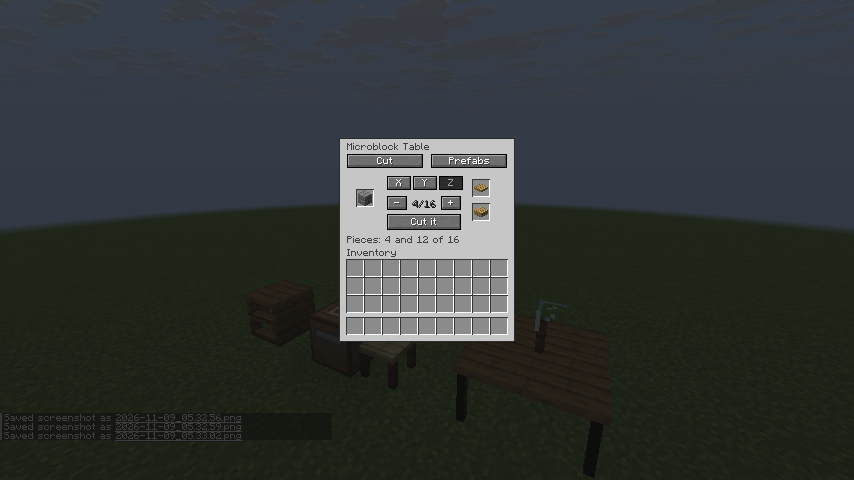 Microblock Table
Cut Prefabs
X Y Z
- 4/16 +
Cut it
Pieces: 4 and 12 of 16
Inventory
Saved screenshot as 2026-11-09_05.32.56.png
Saved screenshot as 2026-11-09_05.32.59.png
Saved screenshot as 2026-11-09_05.33.02.png